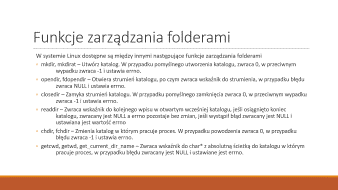 Funkcje zarządzania folderami
W systemie Linux dostępne są między innymi następujące funkcje zarządzania folderami
◦ mkdir, mkdirat – Utwórz katalog. W przypadku pomyślnego utworzenia katalogu, zwraca 0, w przeciwnym
wypadku zwraca -1 i ustawia errno.
◦ opendir, fdopendir – Otwiera strumień katalogu, po czym zwraca wskaźnik do strumienia, w przypadku błędu
zwraca NULL i ustawia errno.
◦ closedir – Zamyka strumień katalogu. W przypadku pomyślnego zamknięcia zwraca 0, w przeciwnym wypadku
zwraca -1 i ustawia errno.
◦ readdir – Zwraca wskaźnik do kolejnego wpisu w otwartym wcześniej katalogu, jeśli osiągnięto koniec
katalogu, zwracany jest NULL a errno pozostaje bez zmian, jeśli wystąpił błąd zwracany jest NULL i
ustawiana jest wartość errno
◦ chdir, fchdir – Zmienia katalog w którym pracuje proces. W przypadku powodzenia zwraca 0, w przypadku
błędu zwraca -1 i ustawia errno.
◦ getcwd, getwd, get_current_dir_name – Zwraca wskaźnik do char* z absolutną ścieżką do katalogu w którym
pracuje proces, w przypadku błędu zwracany jest NULL i ustawiane jest errno.